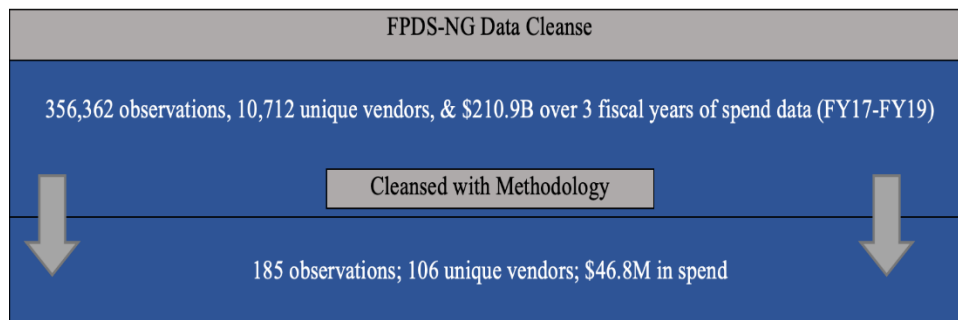 FPDS-NG Data Cleanse
356,362 observations, 10,712 unique vendors, & $210.9B over 3 fiscal years of spend data (FY17-FY19)
Cleansed with Methodology
185 observations; 106 unique vendors; $46.8M in spend